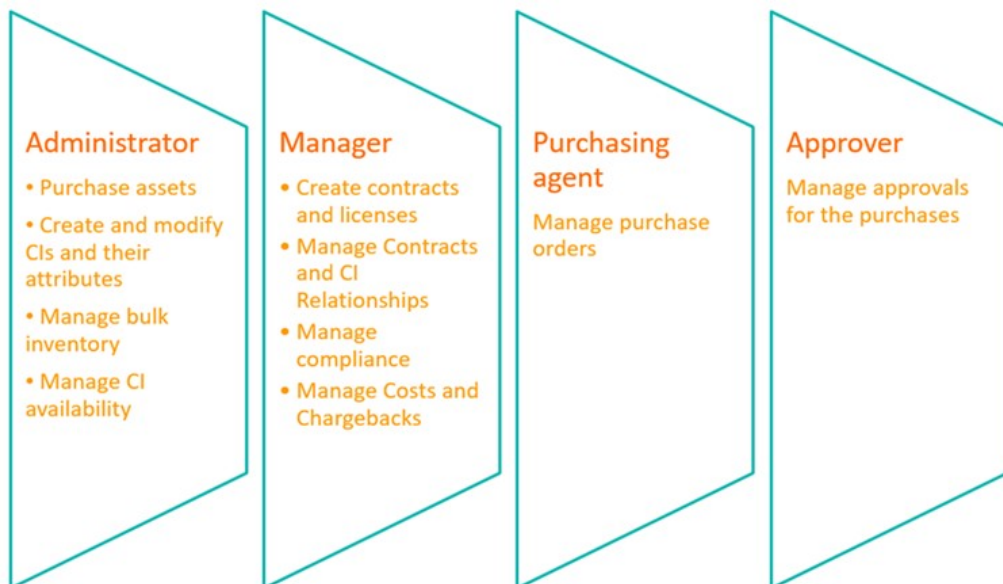 Administrator
• Purchase assets
• Create and modify
CIs and their
attributes
• Manage bulk
inventory
• Manage CI
availability
Manager
• Create contracts
and licenses
• Manage Contracts
and CI
Relationships
• Manage
compliance
• Manage Costs and
Chargebacks
Purchasing
agent
Manage purchase
orders
Approver
Manage approvals
for the purchases